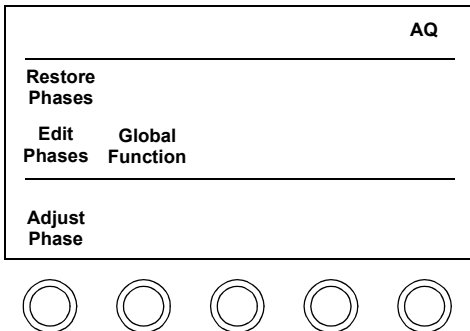 AQ
Restore
Phases
Edit Global
Phases Function
Adjust
Phase